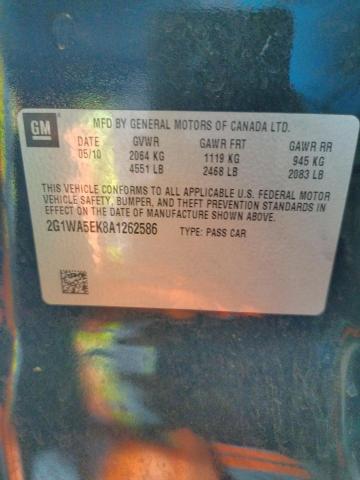 GM
MFD BY GENERAL MOTORS OF CANADA LTD.
DATE GVWR GAWR FRT GAWR RR
05/10 2064 KG 1119 KG 945 KG
4551 LB 2468 LB 2083 LB
THIS VEHICLE CONFORMS TO ALL APPLICABLE U.S. FEDERAL MOTOR
VEHICLE SAFETY, BUMPER, AND THEFT PREVENTION STANDARDS IN
EFFECT ON THE DATE OF MANUFACTURE SHOWN ABOVE.
2G1WA5EK8A1262586 TYPE: PASS CAR